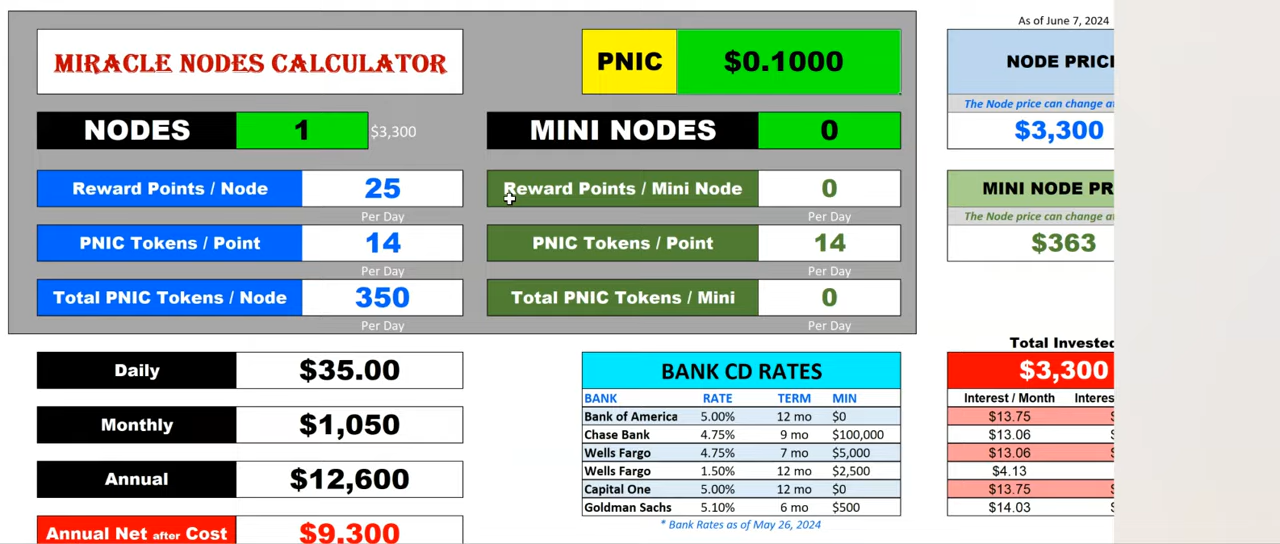 As of June 7, 2024
MIRACLE NODES CALCULATOR
PNIC $0.1000
NODE PRIC
The Node price can change a
$3,300
NODES 1 $3,300
MINI NODES 0
Reward Points / Node 25
Per Day
Reward Points / Mini Node 0
Per Day
MINI NODE PR
The Node price can change a
$363
PNIC Tokens / Point 14
Per Day
PNIC Tokens / Point 14
Per Day
Total PNIC Tokens / Node 350
Per Day
Total PNIC Tokens / Mini 0
Per Day
Daily $35.00
Monthly $1,050
Annual $12,600
Annual Net after Cost $9,300
BANK CD RATES
BANK RATE TERM MIN
Bank of America 5.00% 12 mo $0
Chase Bank 4.75% 9 mo $100,000
Wells Fargo 4.75% 7 mo $5,000
Wells Fargo 1.50% 12 mo $2,500
Capital One 5.00% 12 mo $0
Goldman Sachs 5.10% 6 mo $500
* Bank Rates as of May 26, 2024
Total Invested
$3,300
Interest / Month Interes
$13.75
$13.06
$13.06
$4.13
$13.75
$14.03